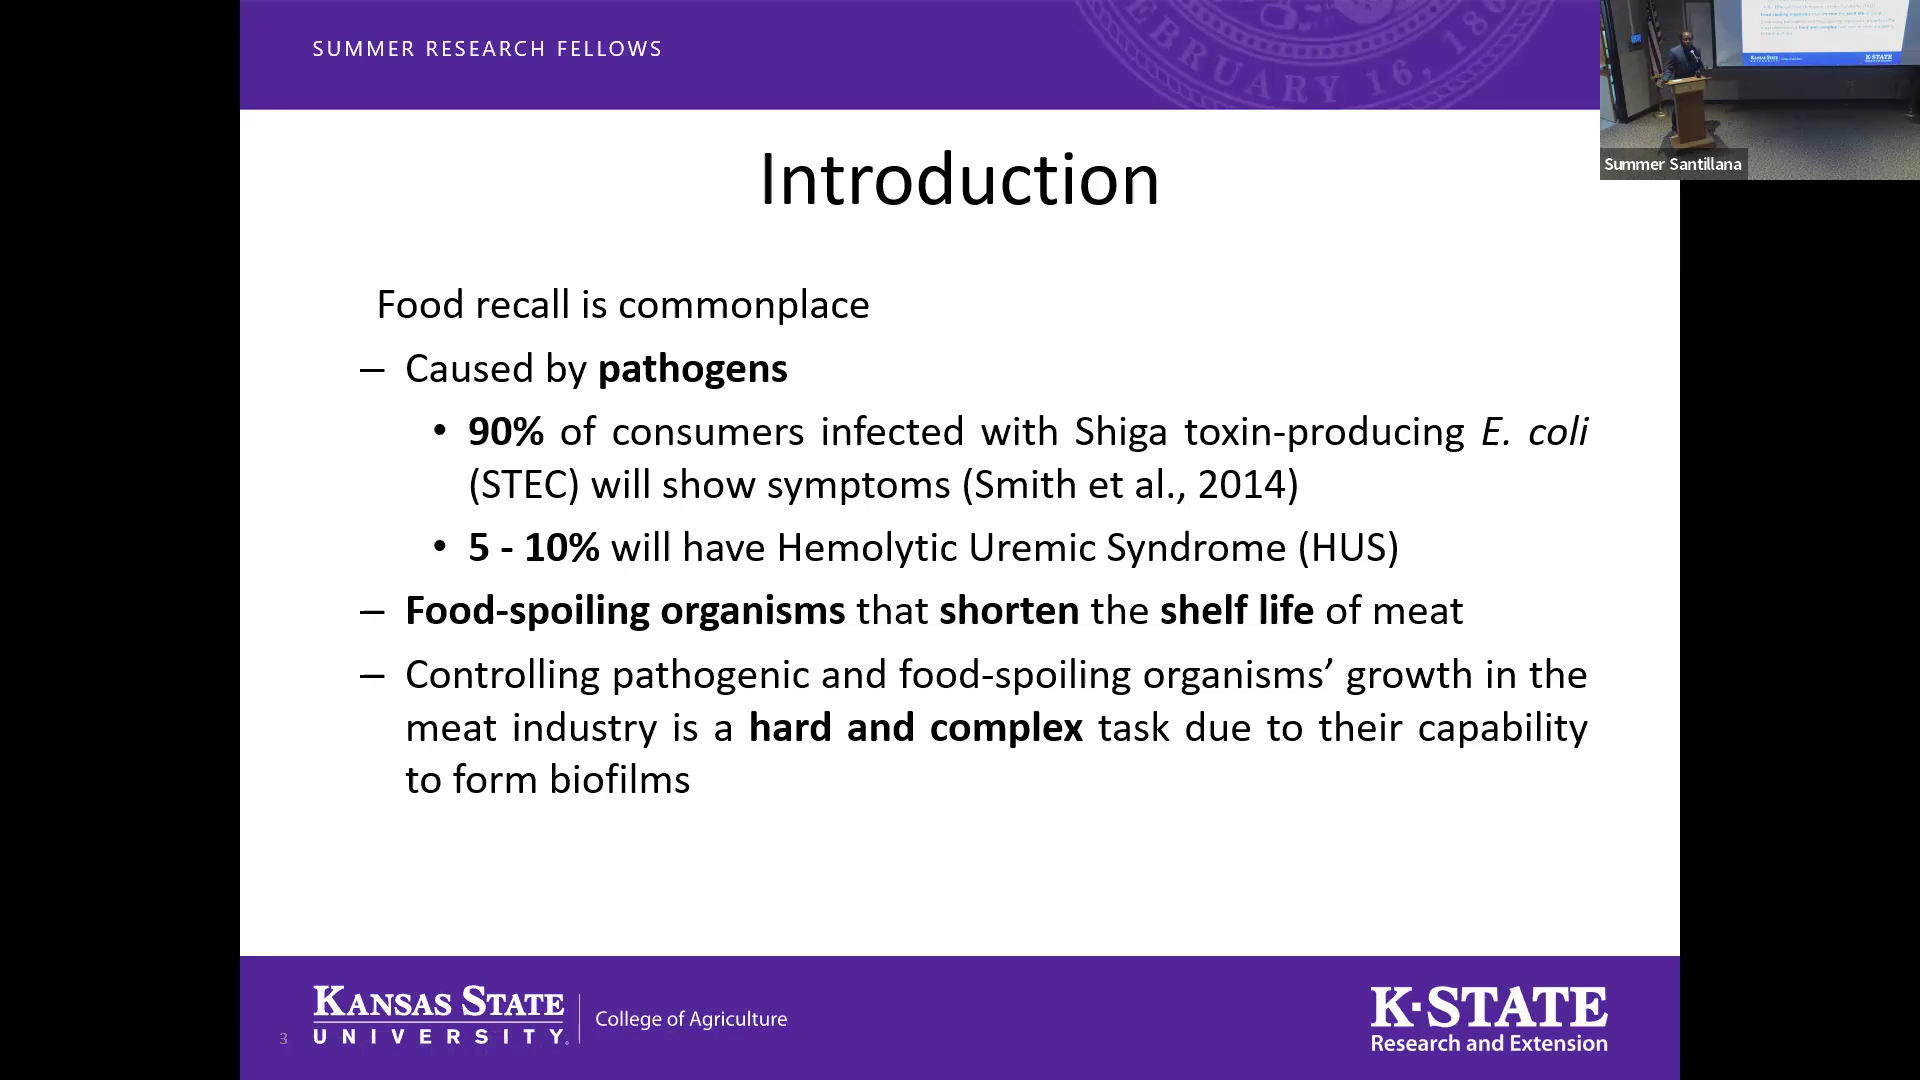 SUMMER RESEARCH FELLOWS
FEBRUARY 16, 186
Summer Santillana
Introduction
Food recall is commonplace
– Caused by pathogens
• 90% of consumers infected with Shiga toxin-producing E. coli
(STEC) will show symptoms (Smith et al., 2014)
• 5 - 10% will have Hemolytic Uremic Syndrome (HUS)
– Food-spoiling organisms that shorten the shelf life of meat
– Controlling pathogenic and food-spoiling organisms’ growth in the
meat industry is a hard and complex task due to their capability
to form biofilms
3
KANSAS STATE
UNIVERSITY.
College of Agriculture
K·STATE
Research and Extension